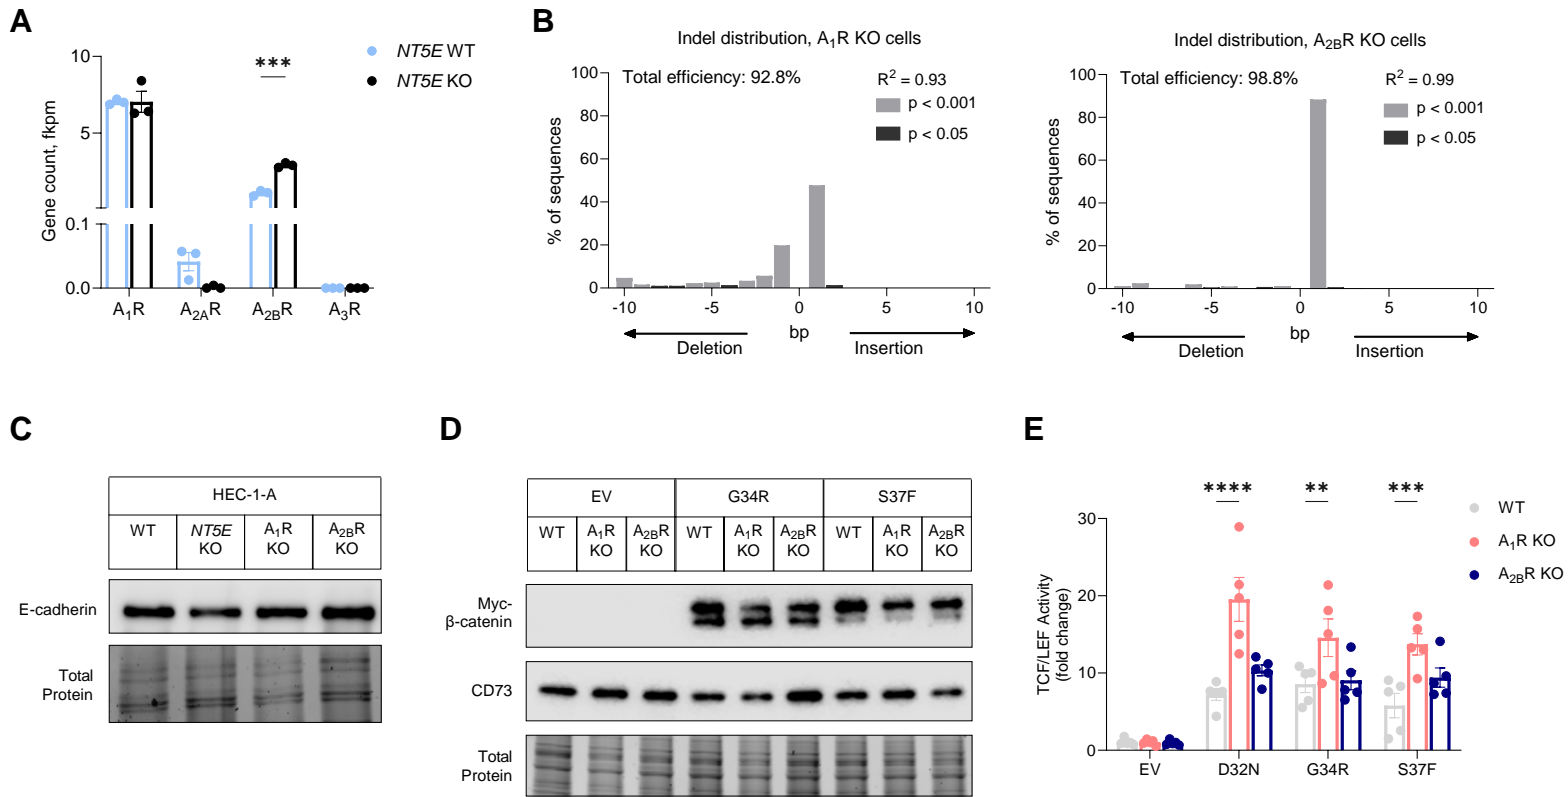 A
NT5E WT
NT5E KO
***
Gene count, fkpm
10
5
0.1
0.0
A1R
A2AR
A2BR
A3R
B
Indel distribution, A1R KO cells
Total efficiency: 92.8%
R2 = 0.93
p < 0.001
p < 0.05
% of sequences
100
80
60
40
20
0
-10
-5
0
5
10
bp
Deletion
Insertion
Indel distribution, A2BR KO cells
Total efficiency: 98.8%
R2 = 0.99
p < 0.001
p < 0.05
% of sequences
100
80
60
40
20
0
-10
-5
0
5
10
bp
Deletion
Insertion
C
HEC-1-A
WT
NT5E
KO
A1R
KO
A2BR
KO
E-cadherin
Total
Protein
D
EV
G34R
S37F
WT
A1R
KO
A2BR
KO
WT
A1R
KO
A2BR
KO
WT
A1R
KO
A2BR
KO
Myc-
β-catenin
CD73
Total
Protein
E
****
**
***
WT
A1R KO
A2BR KO
TCF/LEF Activity
(fold change)
30
20
10
0
EV
D32N
G34R
S37F